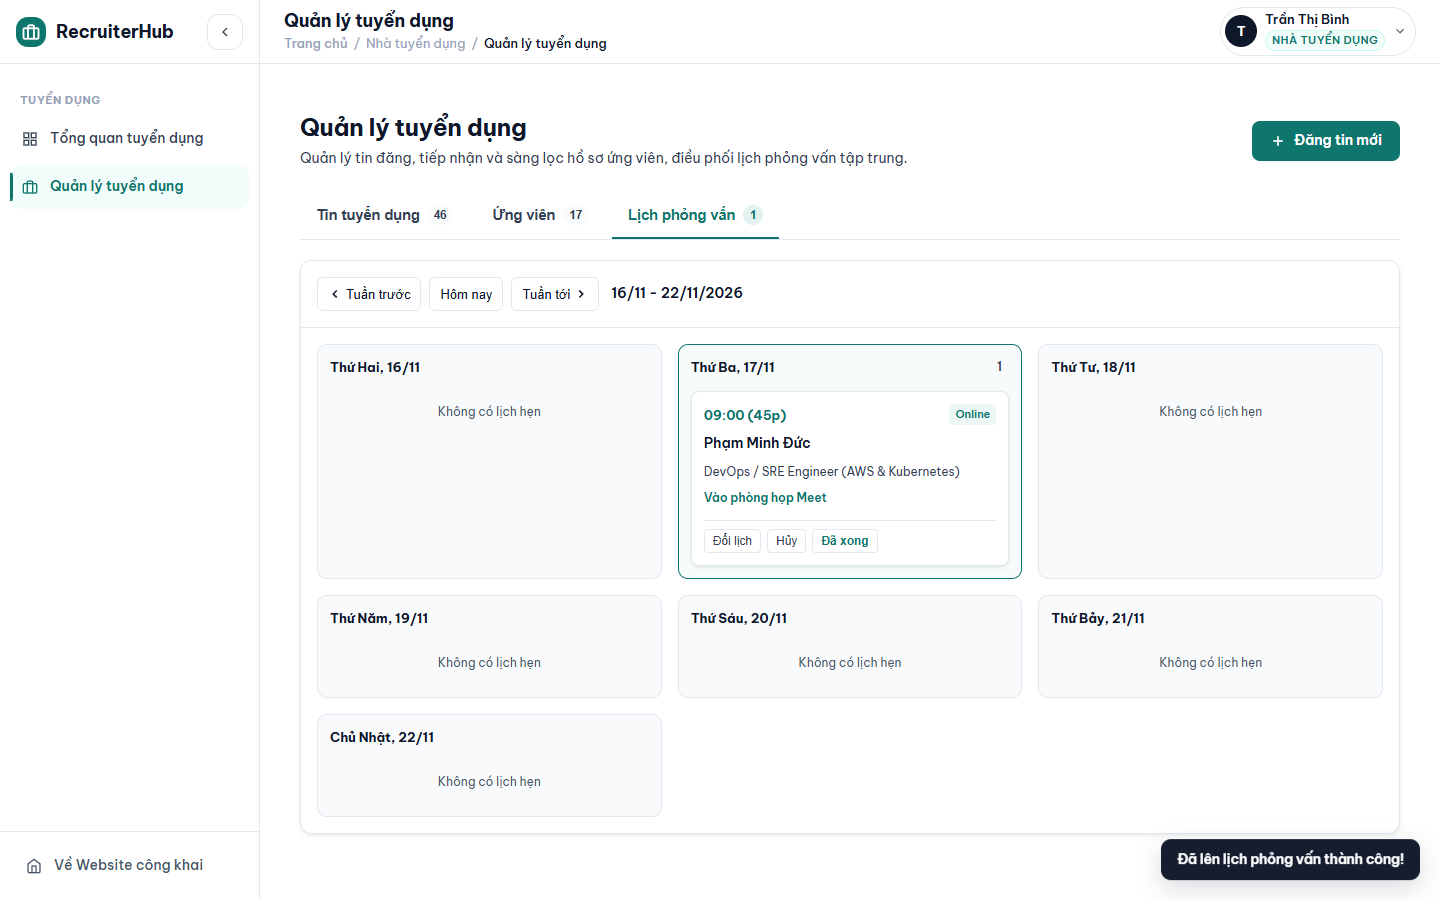 RecruiterHub
Quản lý tuyển dụng
Trang chủ / Nhà tuyển dụng / Quản lý tuyển dụng
T
Trần Thị Bình
NHÀ TUYỂN DỤNG
TUYỂN DỤNG
Tổng quan tuyển dụng
Quản lý tuyển dụng
Về Website công khai
Quản lý tuyển dụng
Quản lý tin đăng, tiếp nhận và sàng lọc hồ sơ ứng viên, điều phối lịch phỏng vấn tập trung.
+ Đăng tin mới
Tin tuyển dụng 46
Ứng viên 17
Lịch phỏng vấn 1
Tuần trước
Hôm nay
Tuần tới
16/11 - 22/11/2026
Thứ Hai, 16/11
Không có lịch hẹn
Thứ Ba, 17/11
1
09:00 (45p)
Online
Phạm Minh Đức
DevOps / SRE Engineer (AWS & Kubernetes)
Vào phòng họp Meet
Đổi lịch
Hủy
Đã xong
Thứ Tư, 18/11
Không có lịch hẹn
Thứ Năm, 19/11
Không có lịch hẹn
Thứ Sáu, 20/11
Không có lịch hẹn
Thứ Bảy, 21/11
Không có lịch hẹn
Chủ Nhật, 22/11
Không có lịch hẹn
Đã lên lịch phỏng vấn thành công!